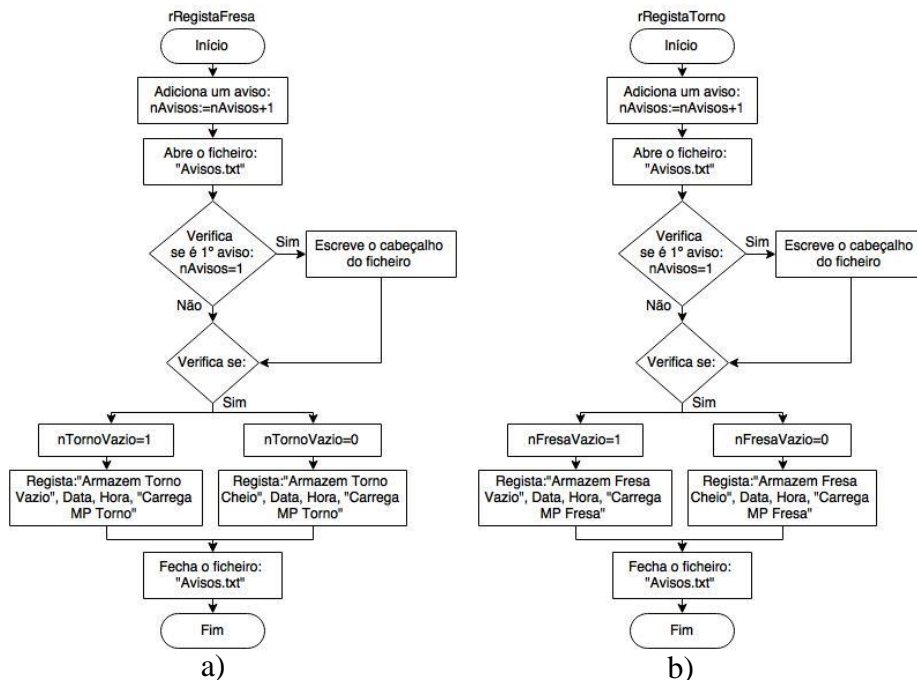 rRegistaFresa
Início
Adiciona um aviso:
nAvisos:=nAvisos+1
Abre o ficheiro:
"Avisos.txt"
Verifica
se é 1º aviso:
nAvisos=1
Sim
Escreve o cabeçalho
do ficheiro
Não
Verifica se:
Sim
nTornoVazio=1
nTornoVazio=0
Regista:"Armazem Torno
Vazio", Data, Hora, "Carrega
MP Torno"
Regista:"Armazem Torno
Cheio", Data, Hora, "Carrega
MP Torno"
Fecha o ficheiro:
"Avisos.txt"
Fim
a)
rRegistaTorno
Início
Adiciona um aviso:
nAvisos:=nAvisos+1
Abre o ficheiro:
"Avisos.txt"
Verifica
se é 1º aviso:
nAvisos=1
Sim
Escreve o cabeçalho
do ficheiro
Não
Verifica se:
Sim
nFresaVazio=1
nFresaVazio=0
Regista:"Armazem Fresa
Vazio", Data, Hora, "Carrega
MP Fresa"
Regista:"Armazem Fresa
Cheio", Data, Hora, "Carrega
MP Fresa"
Fecha o ficheiro:
"Avisos.txt"
Fim
b)